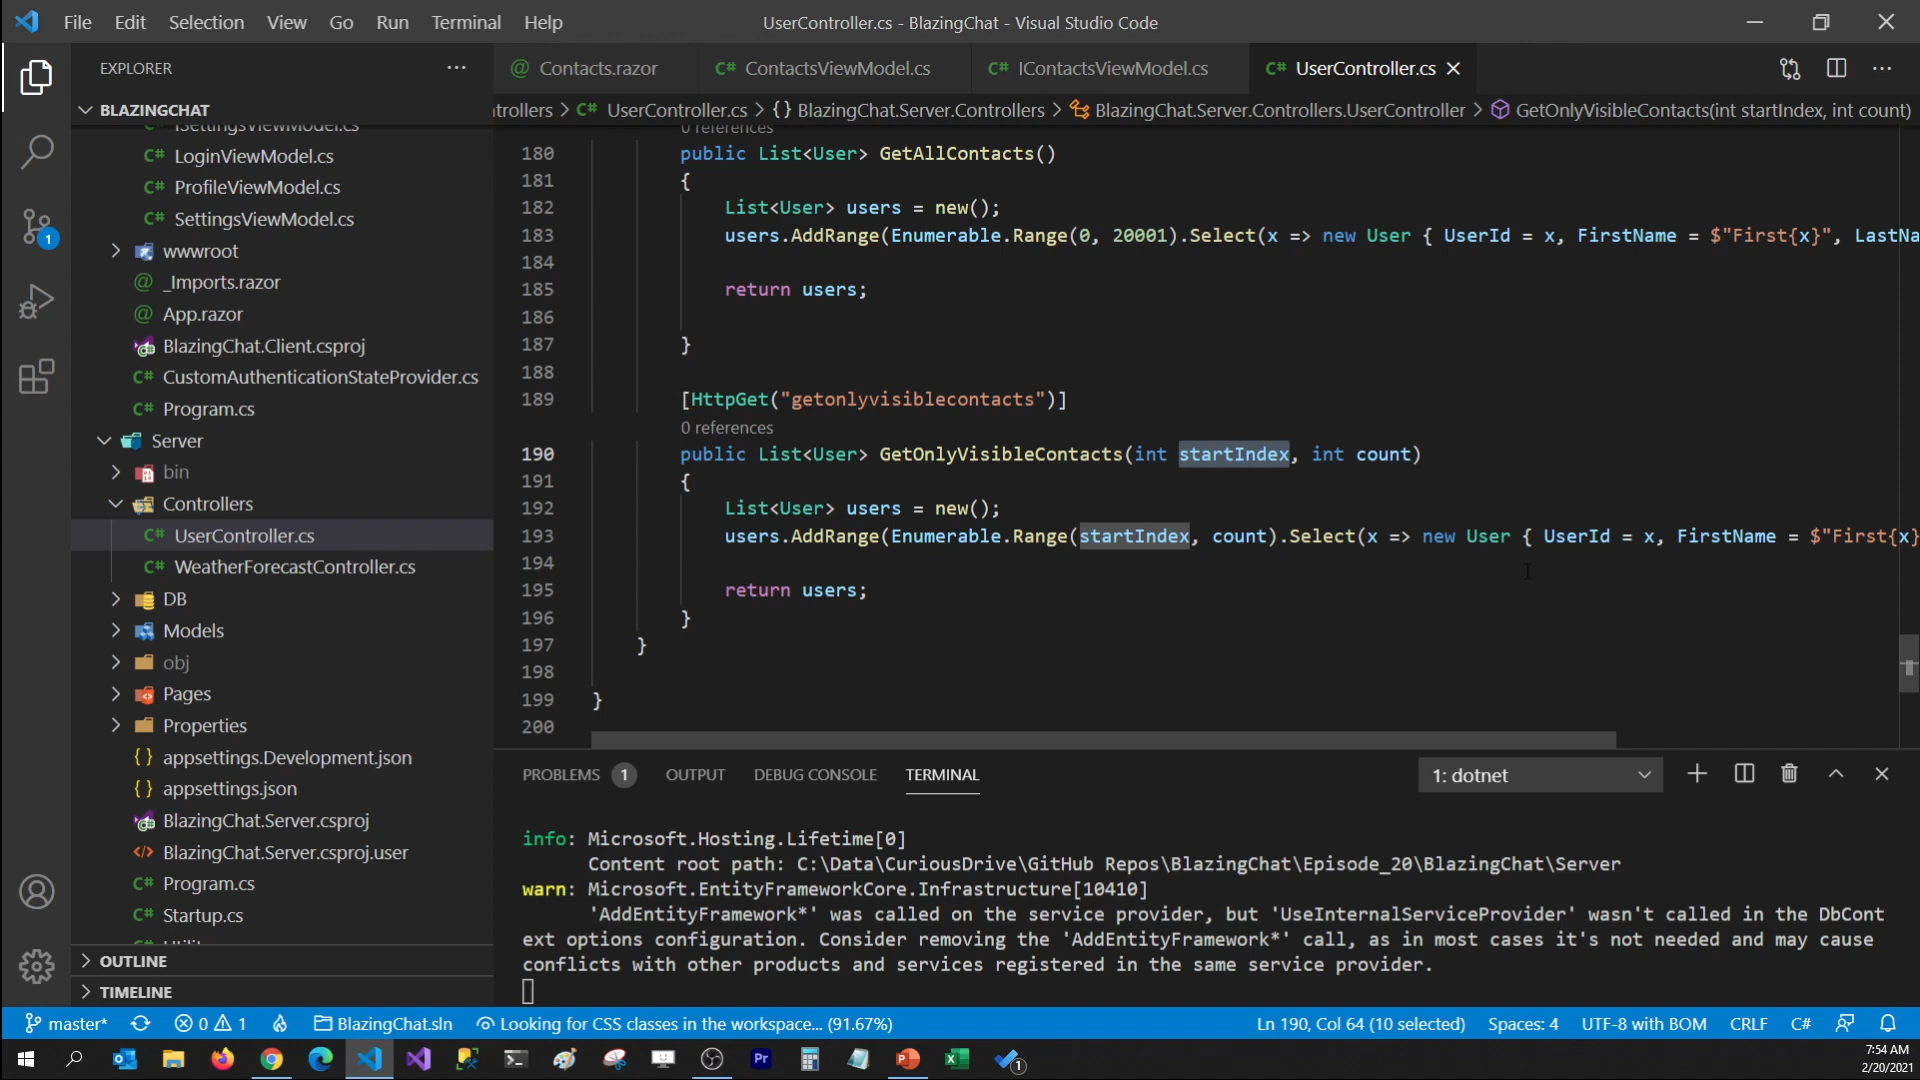 File Edit Selection View Go Run Terminal Help
UserController.cs - BlazingChat - Visual Studio Code
EXPLORER
Contacts.razor
C# ContactsViewModel.cs
C# IContactsViewModel.cs
C# UserController.cs
BLAZINGCHAT
ntrollers > C# UserController.cs > {} BlazingChat.Server.Controllers > BlazingChat.Server.Controllers.UserController > GetOnlyVisibleContacts(int startIndex, int count)
ISettingsViewModel.cs
C# LoginViewModel.cs
C# ProfileViewModel.cs
C# SettingsViewModel.cs
wwwroot
_Imports.razor
App.razor
BlazingChat.Client.csproj
C# CustomAuthenticationStateProvider.cs
C# Program.cs
Server
bin
Controllers
C# UserController.cs
C# WeatherForecastController.cs
DB
Models
obj
Pages
Properties
{} appsettings.Development.json
{} appsettings.json
BlazingChat.Server.csproj
BlazingChat.Server.csproj.user
C# Program.cs
C# Startup.cs
OUTLINE
TIMELINE
0 references
180 public List<User> GetAllContacts()
181 {
182 List<User> users = new();
183 users.AddRange(Enumerable.Range(0, 20001).Select(x => new User { UserId = x, FirstName = $"First{x}", LastNa
184
185 return users;
186
187 }
188
189 [HttpGet("getonlyvisiblecontacts")]
0 references
190 public List<User> GetOnlyVisibleContacts(int startIndex, int count)
191 {
192 List<User> users = new();
193 users.AddRange(Enumerable.Range(startIndex, count).Select(x => new User { UserId = x, FirstName = $"First{x}
194
195 return users;
196 }
197 }
198
199 }
200
PROBLEMS 1 OUTPUT DEBUG CONSOLE TERMINAL
1: dotnet
info: Microsoft.Hosting.Lifetime[0]
Content root path: C:\Data\CuriousDrive\GitHub Repos\BlazingChat\Episode_20\BlazingChat\Server
warn: Microsoft.EntityFrameworkCore.Infrastructure[10410]
'AddEntityFramework*' was called on the service provider, but 'UseInternalServiceProvider' wasn't called in the DbCont
ext options configuration. Consider removing the 'AddEntityFramework*' call, as in most cases it's not needed and may cause
conflicts with other products and services registered in the same service provider.
master* 0 1 BlazingChat.sln Looking for CSS classes in the workspace... (91.67%)
Ln 190, Col 64 (10 selected) Spaces: 4 UTF-8 with BOM CRLF C#
7:54 AM
2/20/2021